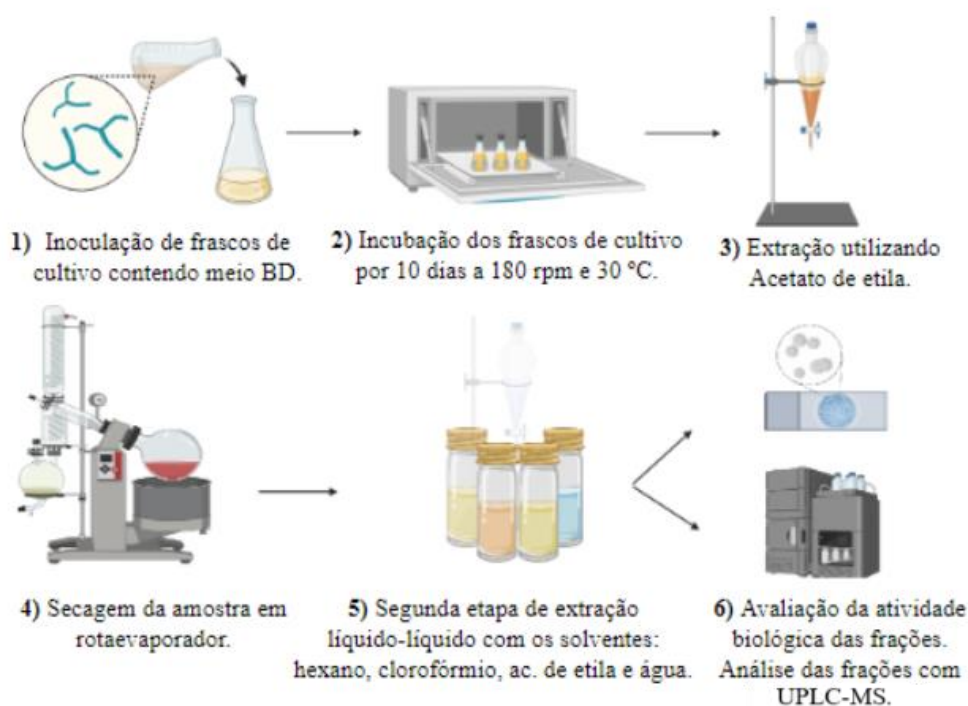 1) Inoculação de frascos de
cultivo contendo meio BD.
2) Incubação dos frascos de cultivo
por 10 dias a 180 rpm e 30 °C.
3) Extração utilizando
Acetato de etila.
4) Secagem da amostra em
rotaevaporador.
5) Segunda etapa de extração
líquido-líquido com os solventes:
hexano, clorofórmio, ac. de etila e água.
6) Avaliação da atividade
biológica das frações.
Análise das frações com
UPLC-MS.